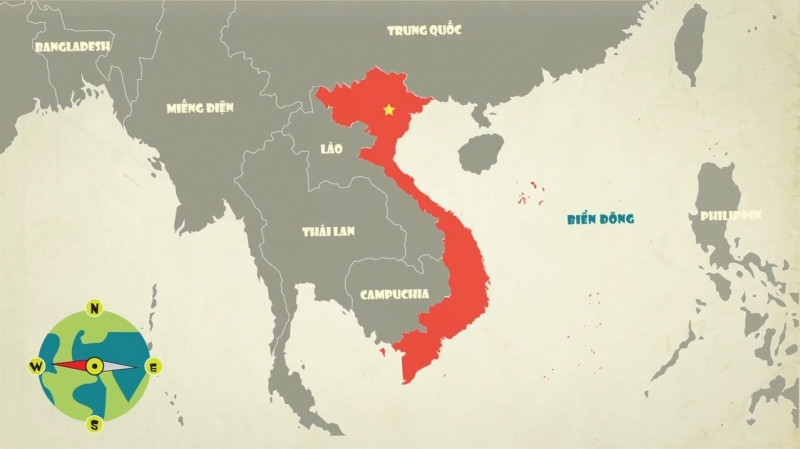 TRUNG QUỐC
BANGLADESH
MIẾNG ĐIỆN
LÀO
BIỂN ĐÔNG
PHILIPPIN
THÁI LAN
CAMPUCHIA
N
W
E
S